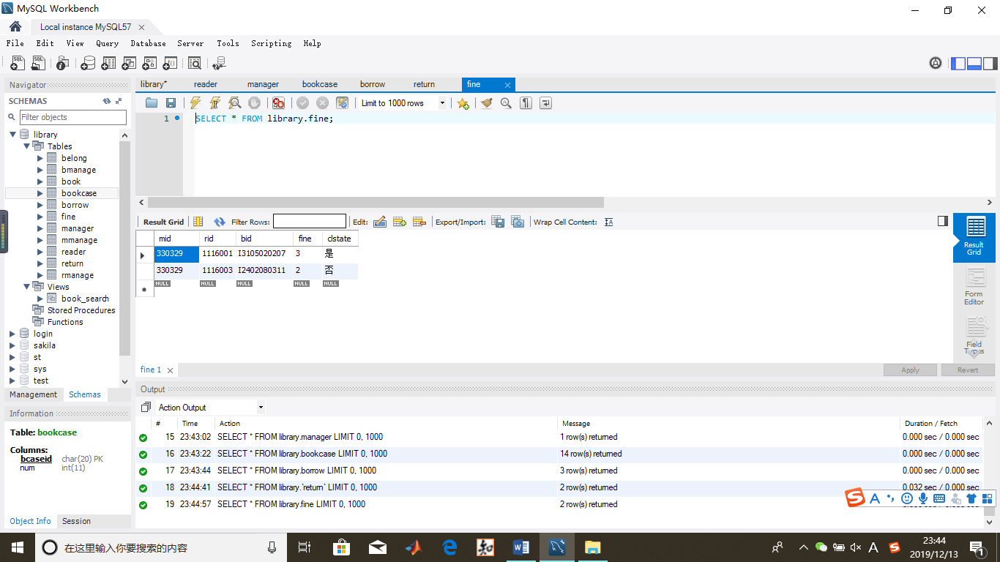 MySQL Workbench
Local instance MySQL57
File Edit View Query Database Server Tools Scripting Help
Navigator
SCHEMAS
Filter objects
library
Tables
belong
bmanage
book
bookcase
borrow
fine
manager
mmanage
reader
return
rmanage
Views
book_search
Stored Procedures
Functions
login
sakila
st
sys
test
Management Schemas
Information
Table: bookcase
Columns:
bcaseid char(20) PK
num int(11)
Object Info Session
library* reader manager bookcase borrow return fine
Limit to 1000 rows
1 SELECT * FROM library.fine;
Result Grid Filter Rows: Edit: Export/Import: Wrap Cell Content:
mid rid bid fine clstate
330329 1116001 I3105020207 3 是
330329 1116003 I2402080311 2 否
NULL NULL NULL NULL NULL
Result Grid
Form Editor
Field Types
fine 1
Apply Revert
Output
Action Output
# Time Action Message Duration / Fetch
15 23:43:02 SELECT * FROM library.manager LIMIT 0, 1000 1 row(s) returned 0.000 sec / 0.000 sec
16 23:43:22 SELECT * FROM library.bookcase LIMIT 0, 1000 14 row(s) returned 0.000 sec / 0.000 sec
17 23:43:44 SELECT * FROM library.borrow LIMIT 0, 1000 3 row(s) returned 0.000 sec / 0.000 sec
18 23:44:41 SELECT * FROM library.`return` LIMIT 0, 1000 2 row(s) returned 0.032 sec / 0.000 sec
19 23:44:57 SELECT * FROM library.fine LIMIT 0, 1000 2 row(s) returned
在这里输入你要搜索的内容
知
A
23:44
2019/12/13
1